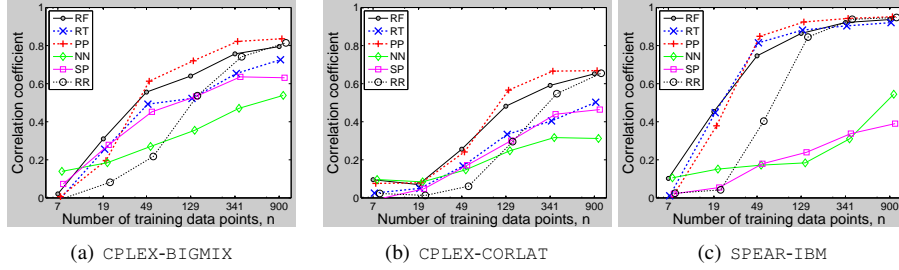 Correlation coefficient
1
0.8
0.6
0.4
0.2
0
RF
RT
PP
NN
SP
RR
7 19 49 129 341 900
Number of training data points, n
(a) CPLEX-BIGMIX
Correlation coefficient
1
0.8
0.6
0.4
0.2
0
RF
RT
PP
NN
SP
RR
7 19 49 129 341 900
Number of training data points, n
(b) CPLEX-CORLAT
Correlation coefficient
1
0.8
0.6
0.4
0.2
0
RF
RT
PP
NN
SP
RR
7 19 49 129 341 900
Number of training data points, n
(c) SPEAR-IBM